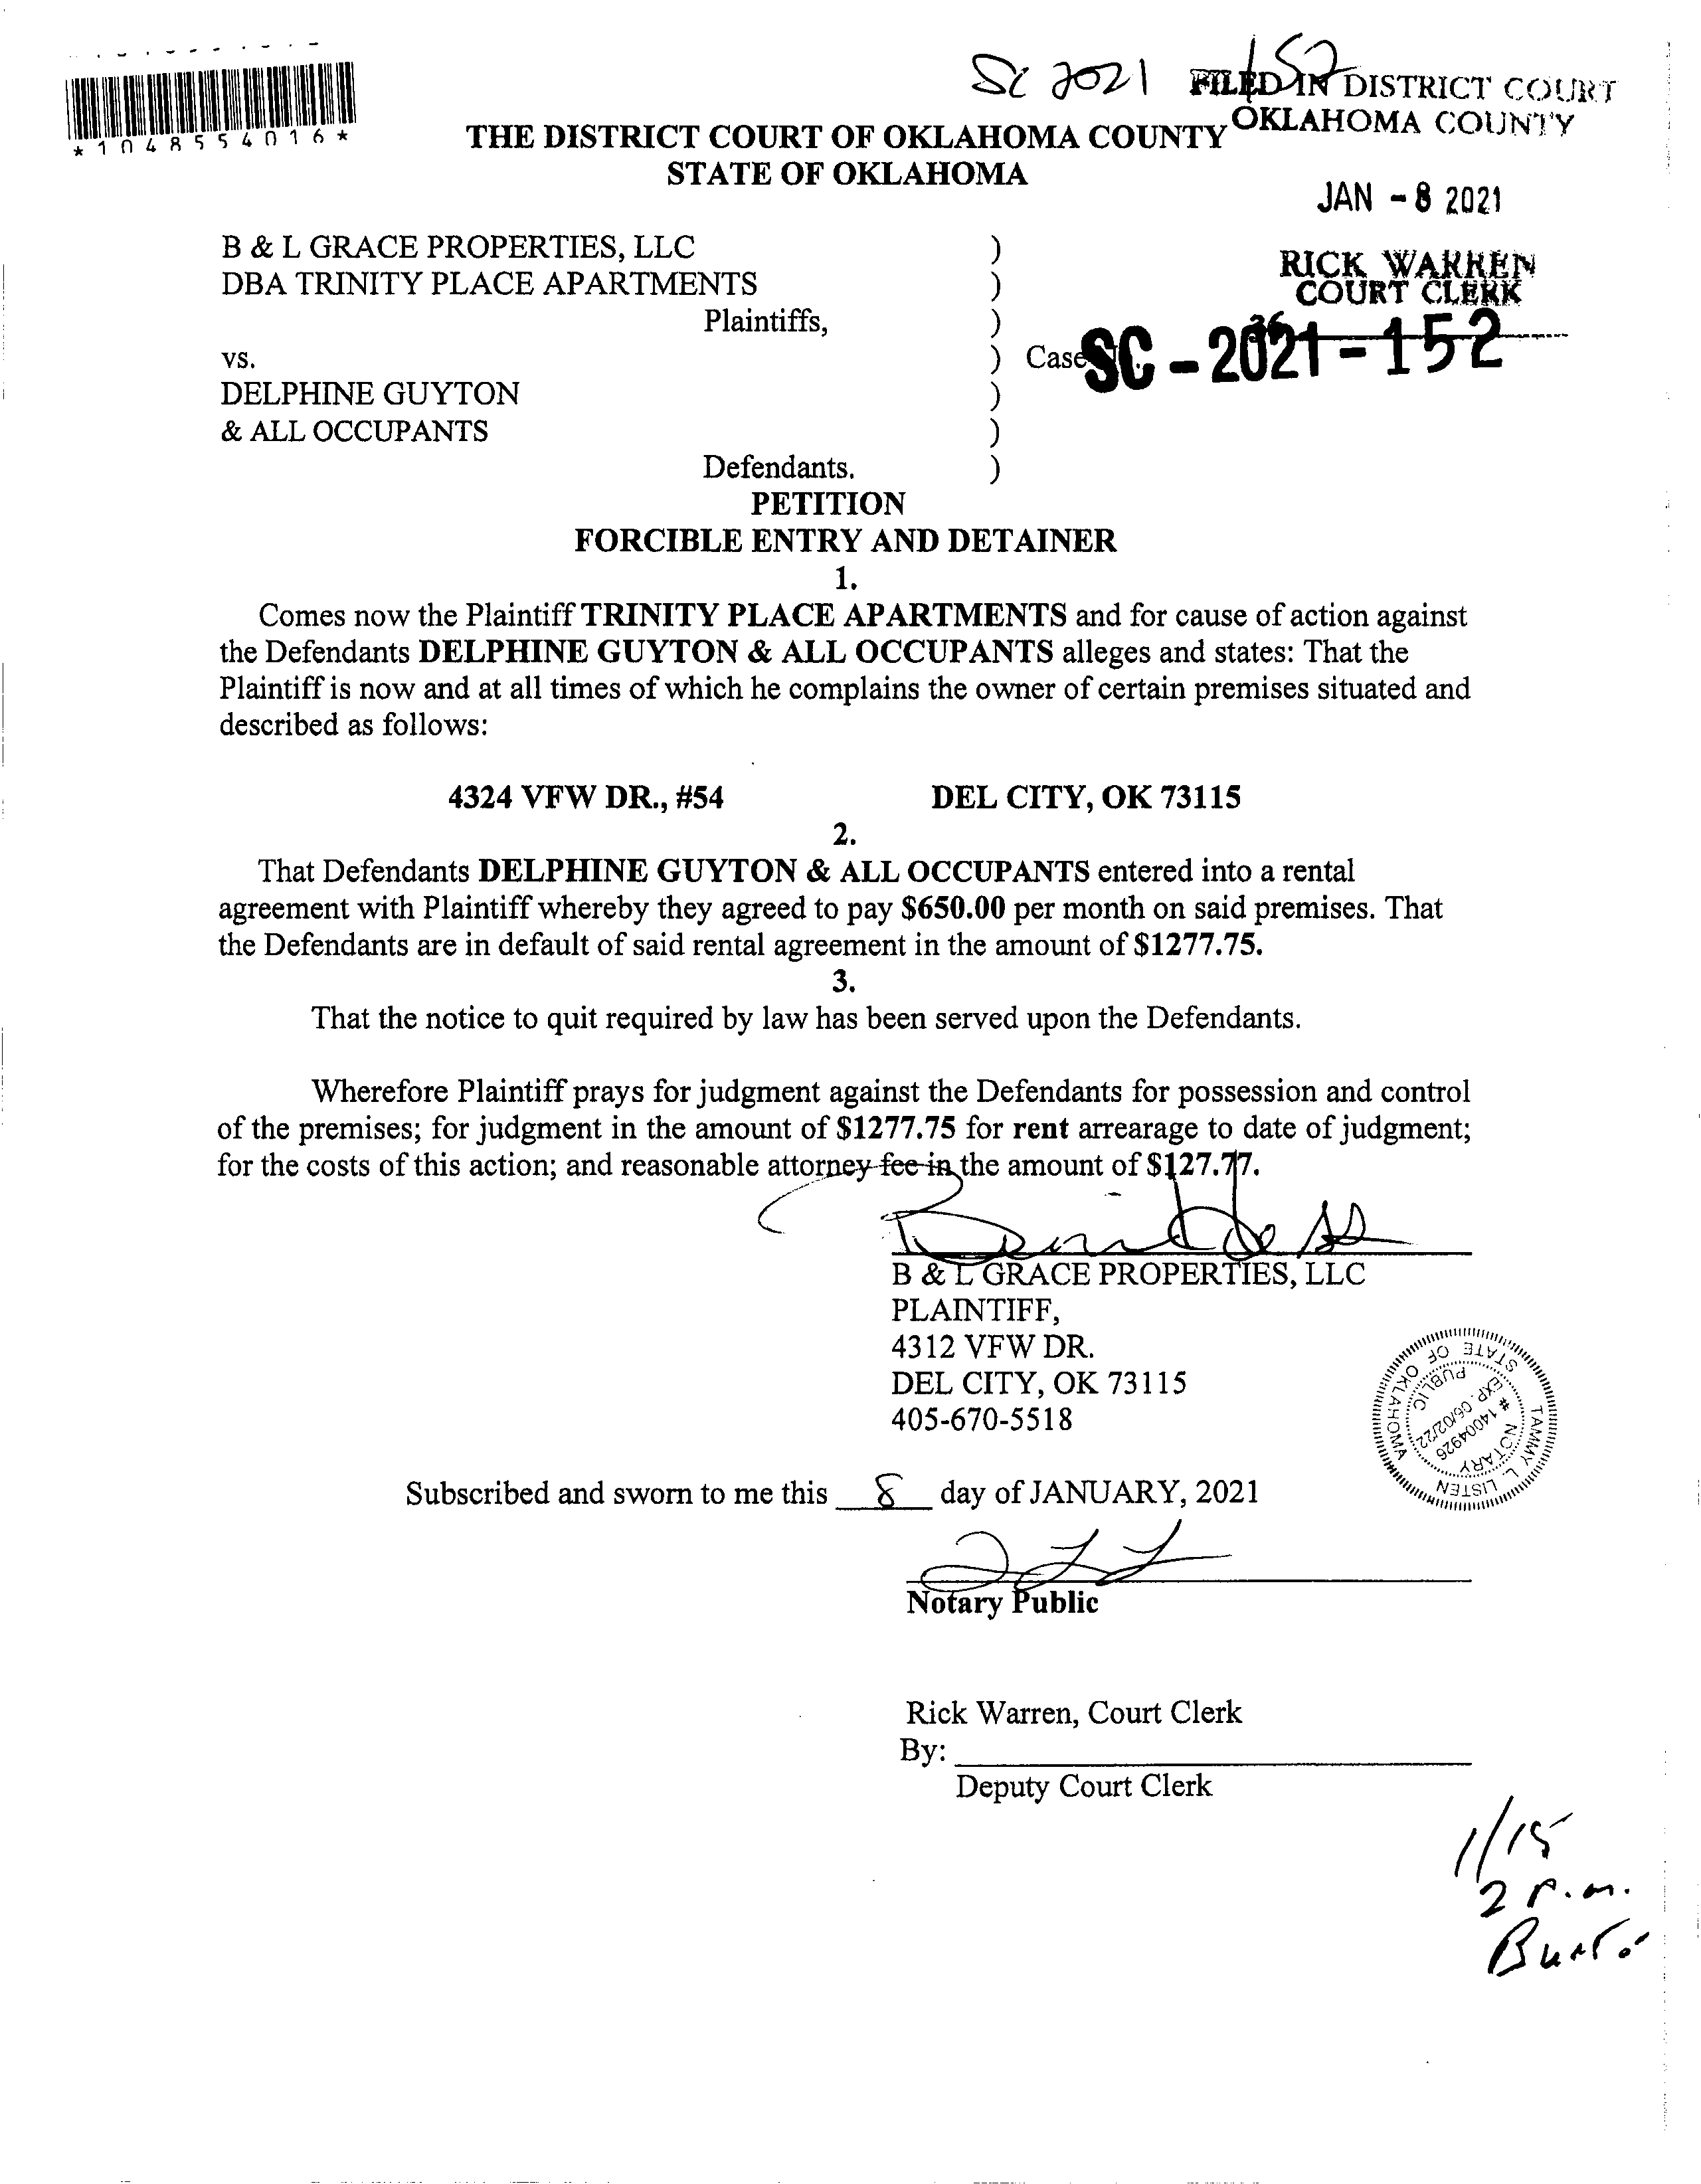 SC 2021 152
FILED IN DISTRICT COURT
OKLAHOMA COUNTY
*1048554016*
THE DISTRICT COURT OF OKLAHOMA COUNTY
STATE OF OKLAHOMA
JAN - 8 2021
RICK WARREN
COURT CLERK
36
B & L GRACE PROPERTIES, LLC )
DBA TRINITY PLACE APARTMENTS )
Plaintiffs, )
vs. ) Case SC - 2021 - 152
DELPHINE GUYTON )
& ALL OCCUPANTS )
Defendants. )
PETITION
FORCIBLE ENTRY AND DETAINER
1.
Comes now the Plaintiff TRINITY PLACE APARTMENTS and for cause of action against
the Defendants DELPHINE GUYTON & ALL OCCUPANTS alleges and states: That the
Plaintiff is now and at all times of which he complains the owner of certain premises situated and
described as follows:
4324 VFW DR., #54 DEL CITY, OK 73115
2.
That Defendants DELPHINE GUYTON & ALL OCCUPANTS entered into a rental
agreement with Plaintiff whereby they agreed to pay $650.00 per month on said premises. That
the Defendants are in default of said rental agreement in the amount of $1277.75.
3.
That the notice to quit required by law has been served upon the Defendants.
Wherefore Plaintiff prays for judgment against the Defendants for possession and control
of the premises; for judgment in the amount of $1277.75 for rent arrearage to date of judgment;
for the costs of this action; and reasonable attorney fee in the amount of $127.77.
B & L GRACE PROPERTIES, LLC
PLAINTIFF,
4312 VFW DR.
DEL CITY, OK 73115
405-670-5518
TAMMY L. LISTEN
STATE OF OKLAHOMA
NOTARY PUBLIC
# 14004926
EXP. 06/02/22
Subscribed and sworn to me this 8 day of JANUARY, 2021
Notary Public
Rick Warren, Court Clerk
By:
Deputy Court Clerk
1/15
2 p.m.